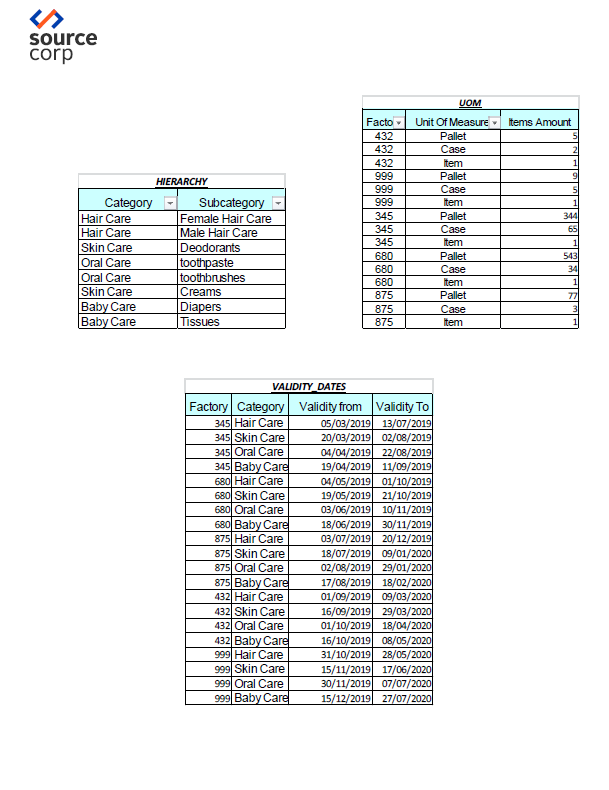 source
corp
UOM
Facto Unit Of Measure Items Amount
432 Pallet 5
432 Case 2
432 Item 1
999 Pallet 9
999 Case 5
999 Item 1
345 Pallet 344
345 Case 65
345 Item 1
680 Pallet 543
680 Case 34
680 Item 1
875 Pallet 77
875 Case 3
875 Item 1
HIERARCHY
Category Subcategory
Hair Care Female Hair Care
Hair Care Male Hair Care
Skin Care Deodorants
Oral Care toothpaste
Oral Care toothbrushes
Skin Care Creams
Baby Care Diapers
Baby Care Tissues
VALIDITY_DATES
Factory Category Validity from Validity To
345 Hair Care 05/03/2019 13/07/2019
345 Skin Care 20/03/2019 02/08/2019
345 Oral Care 04/04/2019 22/08/2019
345 Baby Care 19/04/2019 11/09/2019
680 Hair Care 04/05/2019 01/10/2019
680 Skin Care 19/05/2019 21/10/2019
680 Oral Care 03/06/2019 10/11/2019
680 Baby Care 18/06/2019 30/11/2019
875 Hair Care 03/07/2019 20/12/2019
875 Skin Care 18/07/2019 09/01/2020
875 Oral Care 02/08/2019 29/01/2020
875 Baby Care 17/08/2019 18/02/2020
432 Hair Care 01/09/2019 09/03/2020
432 Skin Care 16/09/2019 29/03/2020
432 Oral Care 01/10/2019 18/04/2020
432 Baby Care 16/10/2019 08/05/2020
999 Hair Care 31/10/2019 28/05/2020
999 Skin Care 15/11/2019 17/06/2020
999 Oral Care 30/11/2019 07/07/2020
999 Baby Care 15/12/2019 27/07/2020